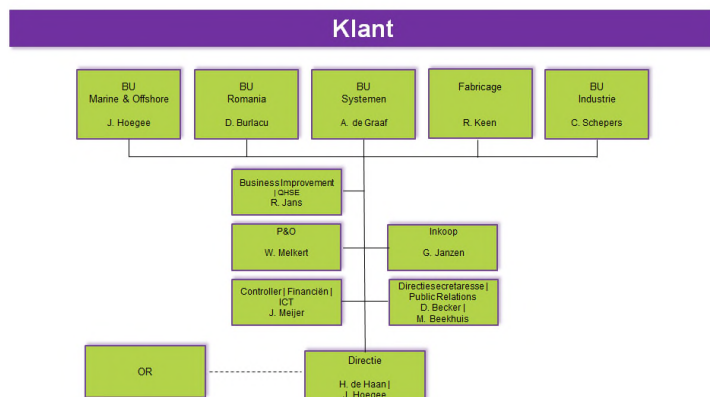 Klant
BU
Marine & Offshore
J. Hoegee
BU
Romania
D. Burlacu
BU
Systemen
A. de Graaf
Fabricage
R. Keen
BU
Industrie
C. Schepers
Business Improvement
| QHSE
R. Jans
P&O
W. Melkert
Inkoop
G. Janzen
Controller | Financiën |
ICT
J. Meijer
Directiesecretaresse |
Public Relations
D. Becker |
M. Beekhuis
OR
Directie
H. de Haan |
J. Hoegee